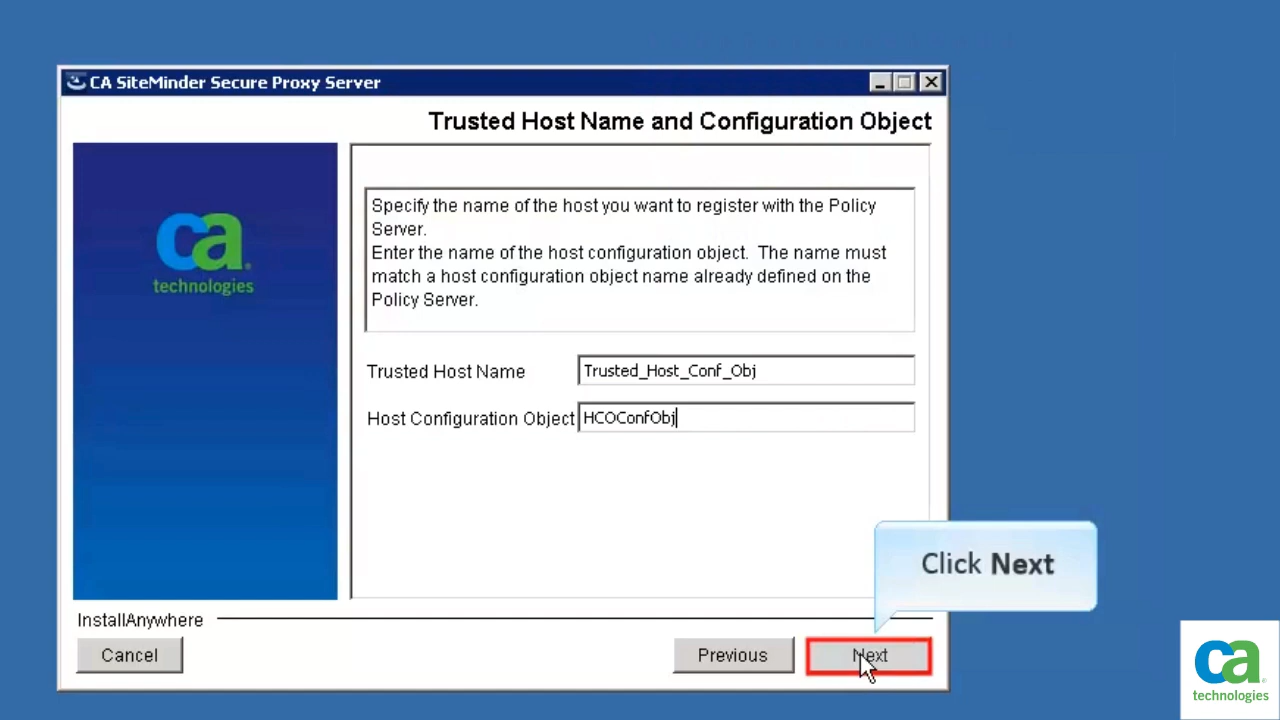 CA SiteMinder Secure Proxy Server
Trusted Host Name and Configuration Object
ca
technologies
Specify the name of the host you want to register with the Policy
Server.
Enter the name of the host configuration object. The name must
match a host configuration object name already defined on the
Policy Server.
Trusted Host Name
Trusted_Host_Conf_Obj
Host Configuration Object
HCOConfObj
Click Next
InstallAnywhere
Cancel
Previous
Next
ca
technologies